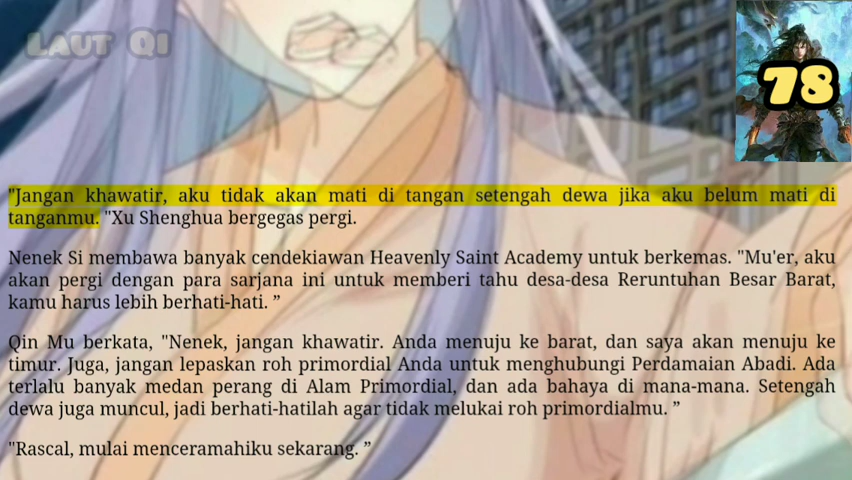 LAUT QI
78
"Jangan khawatir, aku tidak akan mati di tangan setengah dewa jika aku belum mati di
tanganmu. "Xu Shenghua bergegas pergi.
Nenek Si membawa banyak cendekiawan Heavenly Saint Academy untuk berkemas. "Mu'er, aku
akan pergi dengan para sarjana ini untuk memberi tahu desa-desa Reruntuhan Besar Barat,
kamu harus lebih berhati-hati. ”
Qin Mu berkata, "Nenek, jangan khawatir. Anda menuju ke barat, dan saya akan menuju ke
timur. Juga, jangan lepaskan roh primordial Anda untuk menghubungi Perdamaian Abadi. Ada
terlalu banyak medan perang di Alam Primordial, dan ada bahaya di mana-mana. Setengah
dewa juga muncul, jadi berhati-hatilah agar tidak melukai roh primordialmu. ”
"Rascal, mulai menceramahiku sekarang. ”